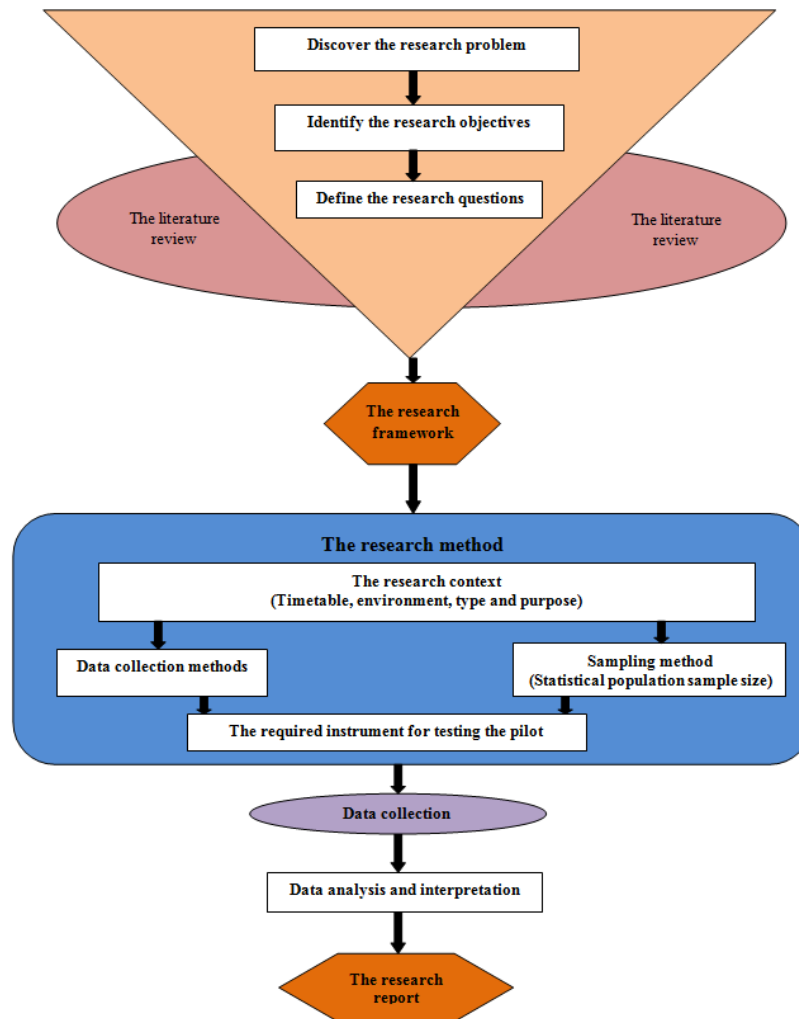 Discover the research problem
Identify the research objectives
Define the research questions
The literature
review
The literature
review
The research
framework
The research method
The research context
(Timetable, environment, type and purpose)
Data collection methods
Sampling method
(Statistical population sample size)
The required instrument for testing the pilot
Data collection
Data analysis and interpretation
The research
report